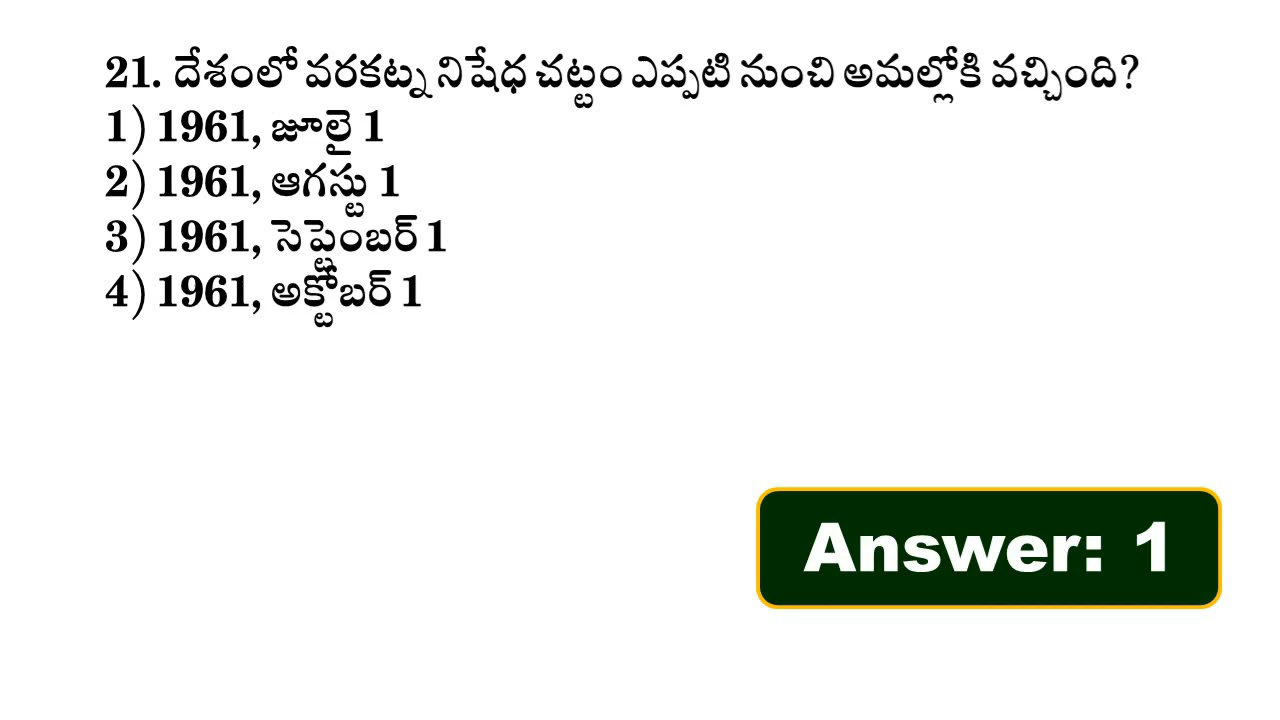 21. దేశంలో వరకట్న నిషేధ చట్టం ఎప్పటి నుంచి అమల్లోకి వచ్చింది?
1) 1961, జూలై 1
2) 1961, ఆగస్టు 1
3) 1961, సెప్టెంబర్ 1
4) 1961, అక్టోబర్ 1
Answer: 1